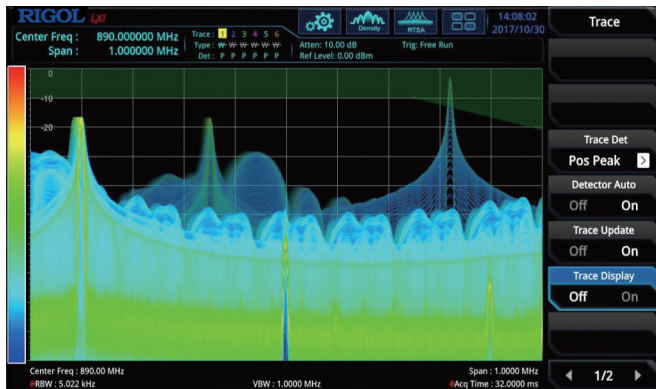 RIGOL LXI
Center Freq : 890.000000 MHz
Span : 1.000000 MHz
Trace : 1 2 3 4 5 6
Type : W W W W W W
Det : P P P P P P
Density
RTSA
14:08:02
2017/10/30
Atten: 10.00 dB
Ref Level: 0.00 dBm
Trig: Free Run
Trace
0
-10
-20
Trace Det
Pos Peak
Detector Auto
Off On
Trace Update
Off On
Trace Display
Off On
1/2
Center Freq : 890.00 MHz
Span : 1.0000 MHz
#RBW : 5.022 kHz
VBW : 1.0000 MHz
#Acq Time : 32.0000 ms